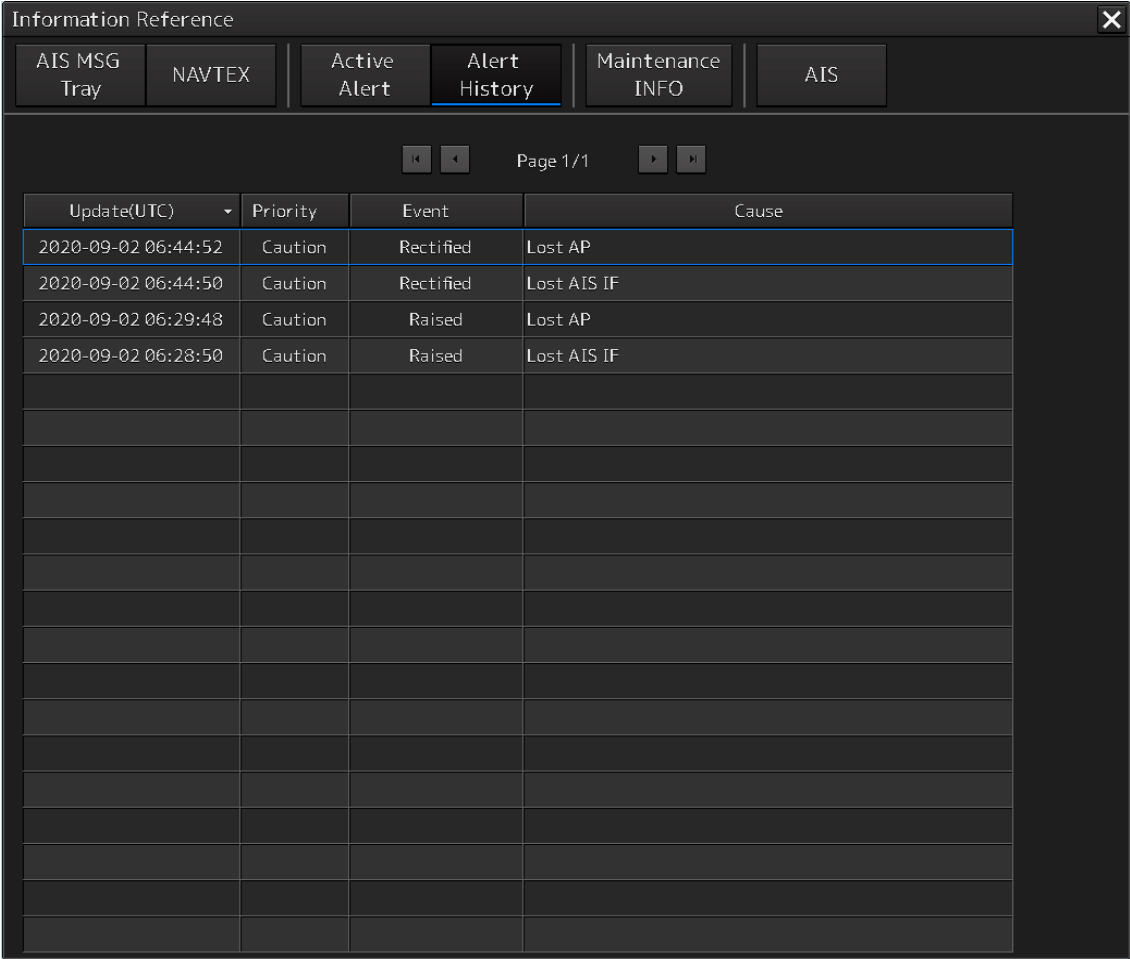 Information Reference
AIS MSG Tray NAVTEX Active Alert Alert History Maintenance INFO AIS
Page 1/1
Update(UTC) Priority Event Cause
2020-09-02 06:44:52 Caution Rectified Lost AP
2020-09-02 06:44:50 Caution Rectified Lost AIS IF
2020-09-02 06:29:48 Caution Raised Lost AP
2020-09-02 06:28:50 Caution Raised Lost AIS IF